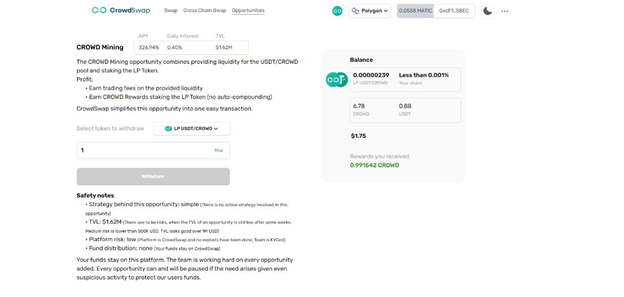 CrowdSwap Swap Cross Chain Swap Opportunities Polygon 0.0558 MATIC 0xcF1...5BEC ...
APY Daily Interest TVL
CROWD Mining 326.94% 0.40% $1.62M
The CROWD Mining opportunity combines providing liquidity for the USDT/CROWD
pool and staking the LP Token.
Profit;
• Earn trading fees on the provided liquidity
• Earn CROWD Rewards staking the LP Token (no auto-compounding)
CrowdSwap simplifies this opportunity into one easy transaction.
Select token to withdraw LP USDT/CROWD
1 Max
Withdraw
Safety notes
• Strategy behind this opportunity: simple (There is no active strategy involved in this
opportunity)
• TVL: $1.62M (There use to be risks, when the TVL of an opportunity is still low after some weeks.
Medium risk is lower than 500K USD. TVL looks good over 1M USD)
• Platform risk: low (Platform is CrowdSwap and no exploits have been done, Team is KYCed)
• Fund distribution: none (Your funds stay on CrowdSwap)
Your funds stay on this platform. The team is working hard on every opportunity
added. Every opportunity can and will be paused if the need arises given even
suspicious activity to protect our users funds.
Balance
0.00000239 Less than 0.001%
LP USDT/CROWD Your share
6.78 0.88
CROWD USDT
$1.75
Rewards you received
0.991542 CROWD